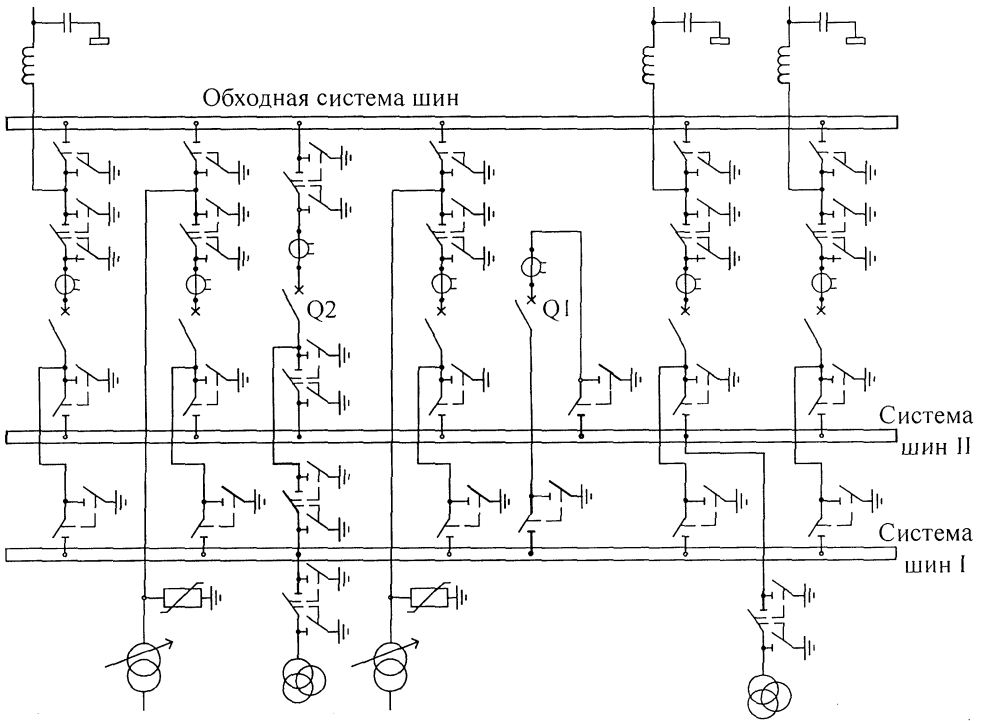 Обходная система шин
Q2
Q1
Система
шин II
Система
шин I